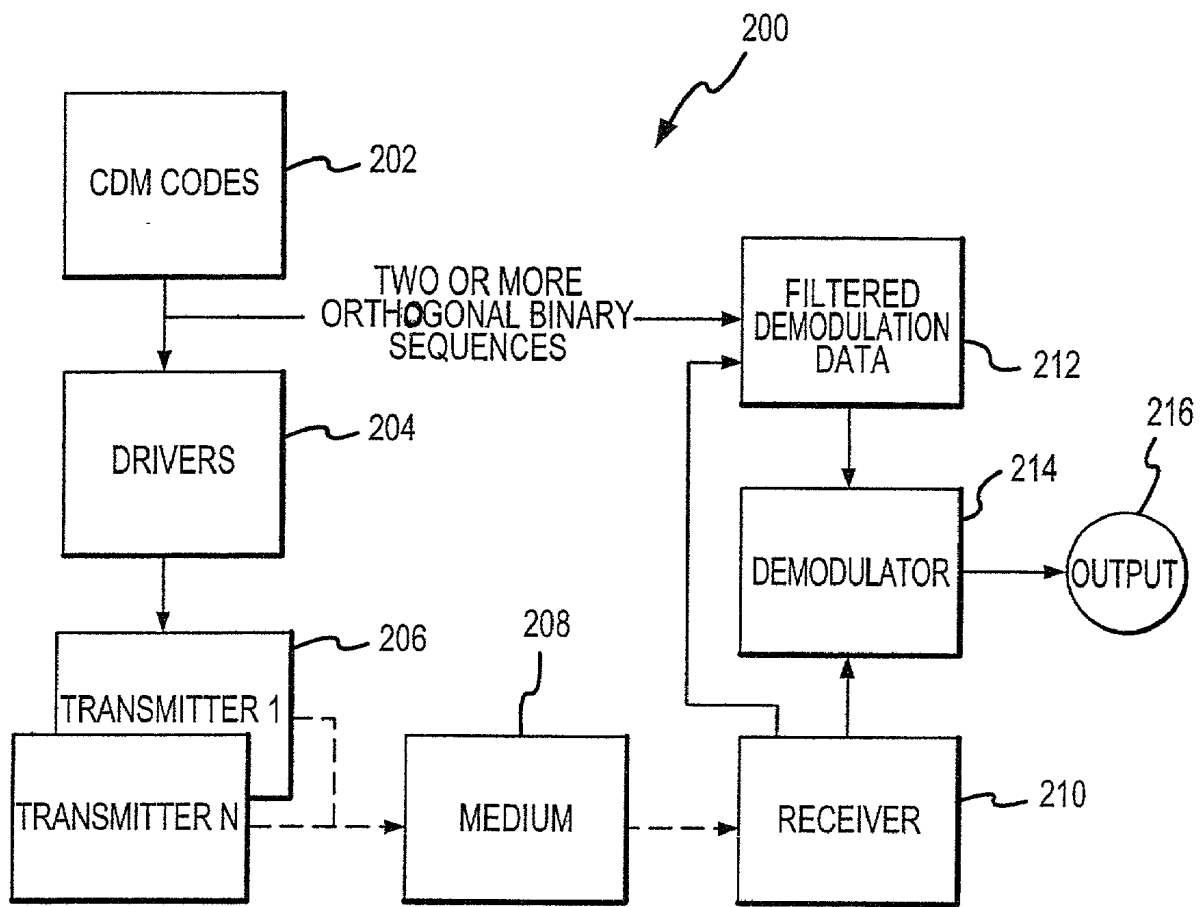 200
CDM CODES
202
TWO OR MORE
ORTHOGONAL BINARY
SEQUENCES
FILTERED
DEMODULATION
DATA
212
DRIVERS
204
216
214
DEMODULATOR
OUTPUT
206
208
TRANSMITTER 1
TRANSMITTER N
MEDIUM
RECEIVER
210